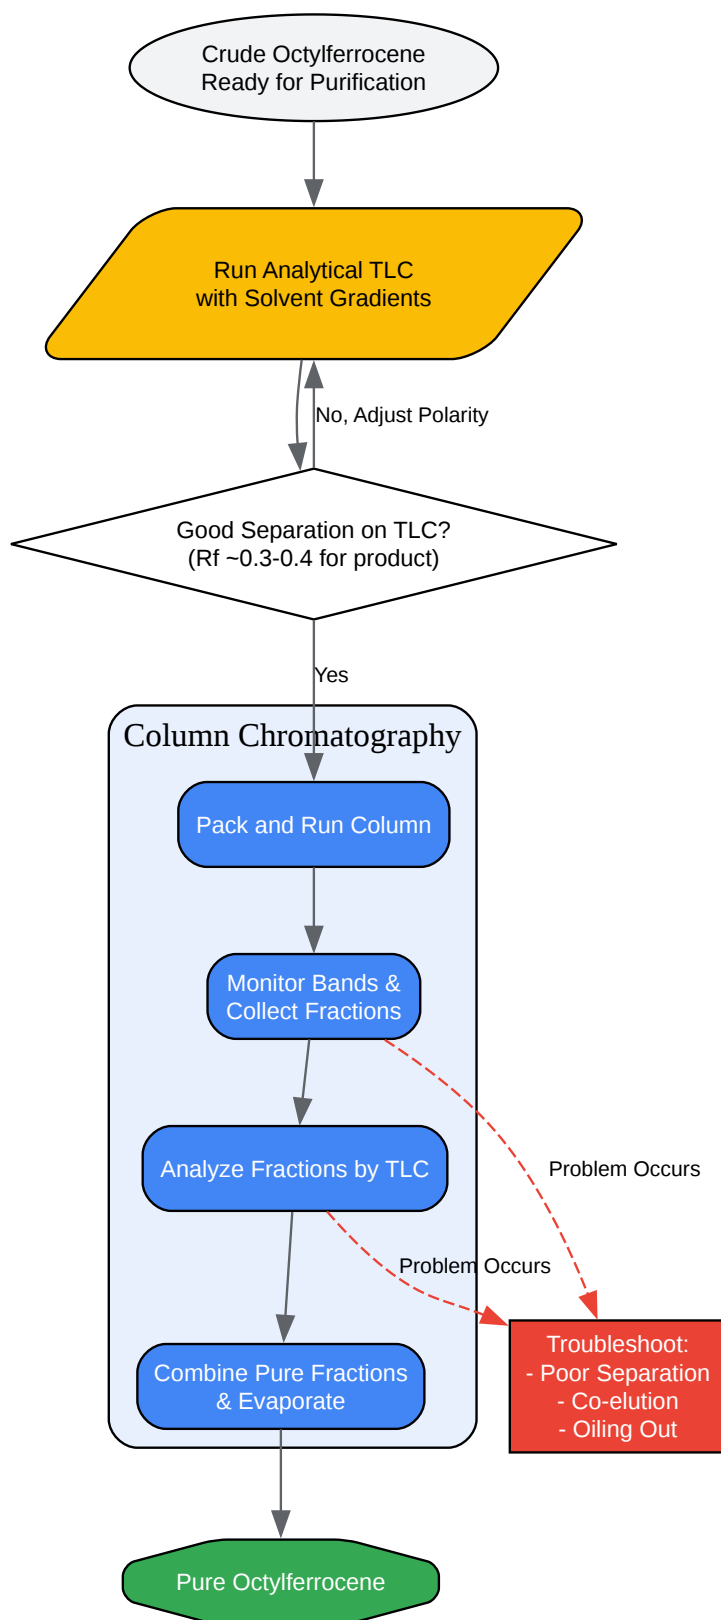 Crude Octylferrocene
Ready for Purification
Run Analytical TLC
with Solvent Gradients
No, Adjust Polarity
Good Separation on TLC?
(Rf ~0.3-0.4 for product)
Yes
Column Chromatography
Pack and Run Column
Monitor Bands &
Collect Fractions
Analyze Fractions by TLC
Problem Occurs
Problem Occurs
Troubleshoot:
- Poor Separation
- Co-elution
- Oiling Out
Combine Pure Fractions
& Evaporate
Pure Octylferrocene